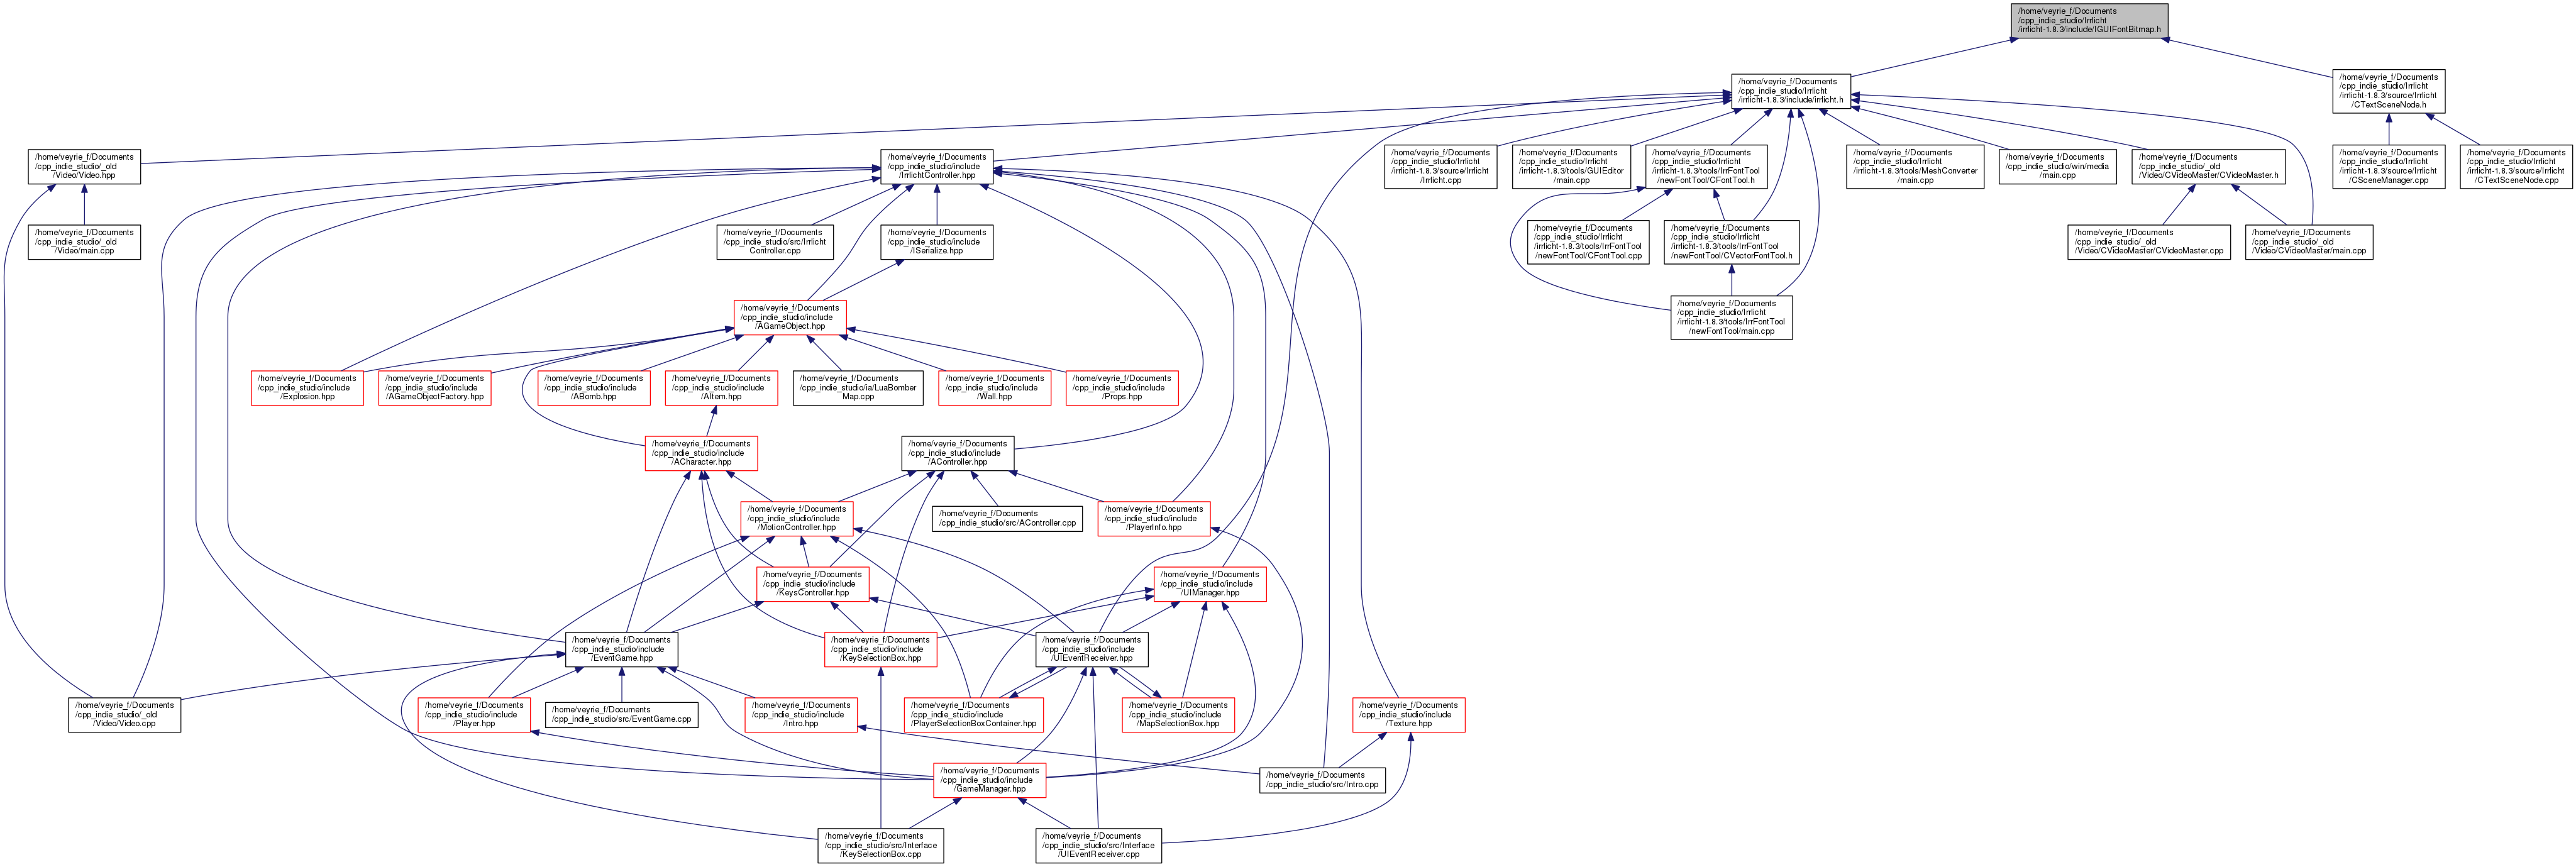 /home/veyrie_f/Documents
/cpp_indie_studio/Irrlicht
/irrlicht-1.8.3/include/IGUIFontBitmap.h
/home/veyrie_f/Documents
/cpp_indie_studio/Irrlicht
/irrlicht-1.8.3/include/irrlicht.h
/home/veyrie_f/Documents
/cpp_indie_studio/Irrlicht
/irrlicht-1.8.3/source/Irrlicht
/CTextSceneNode.h
/home/veyrie_f/Documents
/cpp_indie_studio/_old
/Video/Video.hpp
/home/veyrie_f/Documents
/cpp_indie_studio/include
/IrrlichtController.hpp
/home/veyrie_f/Documents
/cpp_indie_studio/Irrlicht
/irrlicht-1.8.3/source/Irrlicht
/Irrlicht.cpp
/home/veyrie_f/Documents
/cpp_indie_studio/Irrlicht
/irrlicht-1.8.3/tools/GUIEditor
/main.cpp
/home/veyrie_f/Documents
/cpp_indie_studio/Irrlicht
/irrlicht-1.8.3/tools/IrrFontTool
/newFontTool/CFontTool.h
/home/veyrie_f/Documents
/cpp_indie_studio/Irrlicht
/irrlicht-1.8.3/tools/MeshConverter
/main.cpp
/home/veyrie_f/Documents
/cpp_indie_studio/win/media
/main.cpp
/home/veyrie_f/Documents
/cpp_indie_studio/_old
/Video/CVideoMaster/CVideoMaster.h
/home/veyrie_f/Documents
/cpp_indie_studio/Irrlicht
/irrlicht-1.8.3/source/Irrlicht
/CSceneManager.cpp
/home/veyrie_f/Documents
/cpp_indie_studio/Irrlicht
/irrlicht-1.8.3/source/Irrlicht
/CTextSceneNode.cpp
/home/veyrie_f/Documents
/cpp_indie_studio/_old
/Video/main.cpp
/home/veyrie_f/Documents
/cpp_indie_studio/src/Irrlicht
Controller.cpp
/home/veyrie_f/Documents
/cpp_indie_studio/include
/ISerialize.hpp
/home/veyrie_f/Documents
/cpp_indie_studio/Irrlicht
/irrlicht-1.8.3/tools/IrrFontTool
/newFontTool/CFontTool.cpp
/home/veyrie_f/Documents
/cpp_indie_studio/Irrlicht
/irrlicht-1.8.3/tools/IrrFontTool
/newFontTool/CVectorFontTool.h
/home/veyrie_f/Documents
/cpp_indie_studio/_old
/Video/CVideoMaster/CVideoMaster.cpp
/home/veyrie_f/Documents
/cpp_indie_studio/_old
/Video/CVideoMaster/main.cpp
/home/veyrie_f/Documents
/cpp_indie_studio/include
/AGameObject.hpp
/home/veyrie_f/Documents
/cpp_indie_studio/Irrlicht
/irrlicht-1.8.3/tools/IrrFontTool
/newFontTool/main.cpp
/home/veyrie_f/Documents
/cpp_indie_studio/include
/Explosion.hpp
/home/veyrie_f/Documents
/cpp_indie_studio/include
/AGameObjectFactory.hpp
/home/veyrie_f/Documents
/cpp_indie_studio/include
/ABomb.hpp
/home/veyrie_f/Documents
/cpp_indie_studio/include
/AItem.hpp
/home/veyrie_f/Documents
/cpp_indie_studio/ia/LuaBomber
Map.cpp
/home/veyrie_f/Documents
/cpp_indie_studio/include
/Wall.hpp
/home/veyrie_f/Documents
/cpp_indie_studio/include
/Props.hpp
/home/veyrie_f/Documents
/cpp_indie_studio/include
/ACharacter.hpp
/home/veyrie_f/Documents
/cpp_indie_studio/include
/AController.hpp
/home/veyrie_f/Documents
/cpp_indie_studio/include
/MotionController.hpp
/home/veyrie_f/Documents
/cpp_indie_studio/src/AController.cpp
/home/veyrie_f/Documents
/cpp_indie_studio/include
/PlayerInfo.hpp
/home/veyrie_f/Documents
/cpp_indie_studio/include
/KeysController.hpp
/home/veyrie_f/Documents
/cpp_indie_studio/include
/UIManager.hpp
/home/veyrie_f/Documents
/cpp_indie_studio/include
/EventGame.hpp
/home/veyrie_f/Documents
/cpp_indie_studio/include
/KeySelectionBox.hpp
/home/veyrie_f/Documents
/cpp_indie_studio/include
/UIEventReceiver.hpp
/home/veyrie_f/Documents
/cpp_indie_studio/_old
/Video/Video.cpp
/home/veyrie_f/Documents
/cpp_indie_studio/include
/Player.hpp
/home/veyrie_f/Documents
/cpp_indie_studio/src/EventGame.cpp
/home/veyrie_f/Documents
/cpp_indie_studio/include
/Intro.hpp
/home/veyrie_f/Documents
/cpp_indie_studio/include
/PlayerSelectionBoxContainer.hpp
/home/veyrie_f/Documents
/cpp_indie_studio/include
/MapSelectionBox.hpp
/home/veyrie_f/Documents
/cpp_indie_studio/include
/Texture.hpp
/home/veyrie_f/Documents
/cpp_indie_studio/include
/GameManager.hpp
/home/veyrie_f/Documents
/cpp_indie_studio/src/Intro.cpp
/home/veyrie_f/Documents
/cpp_indie_studio/src/Interface
/KeySelectionBox.cpp
/home/veyrie_f/Documents
/cpp_indie_studio/src/Interface
/UIEventReceiver.cpp